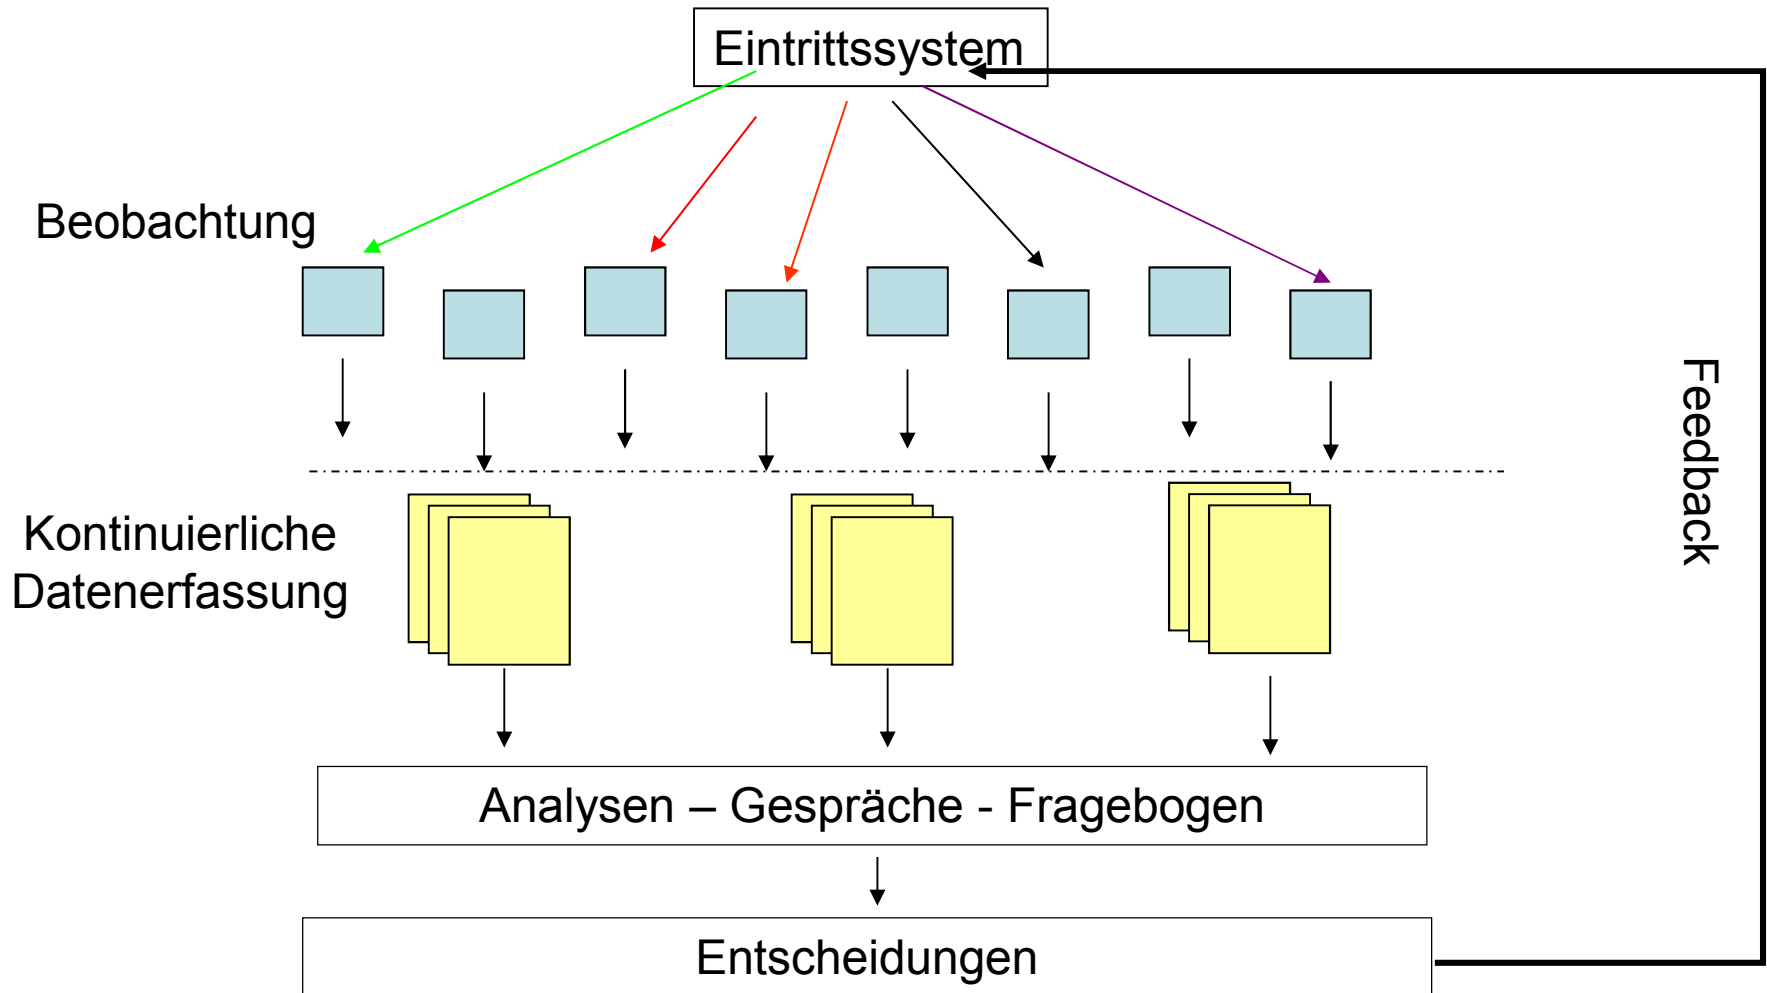 Eintrittssystem
Beobachtung
Feedback
Kontinuierliche
Datenerfassung
Analysen – Gespräche - Fragebogen
Entscheidungen